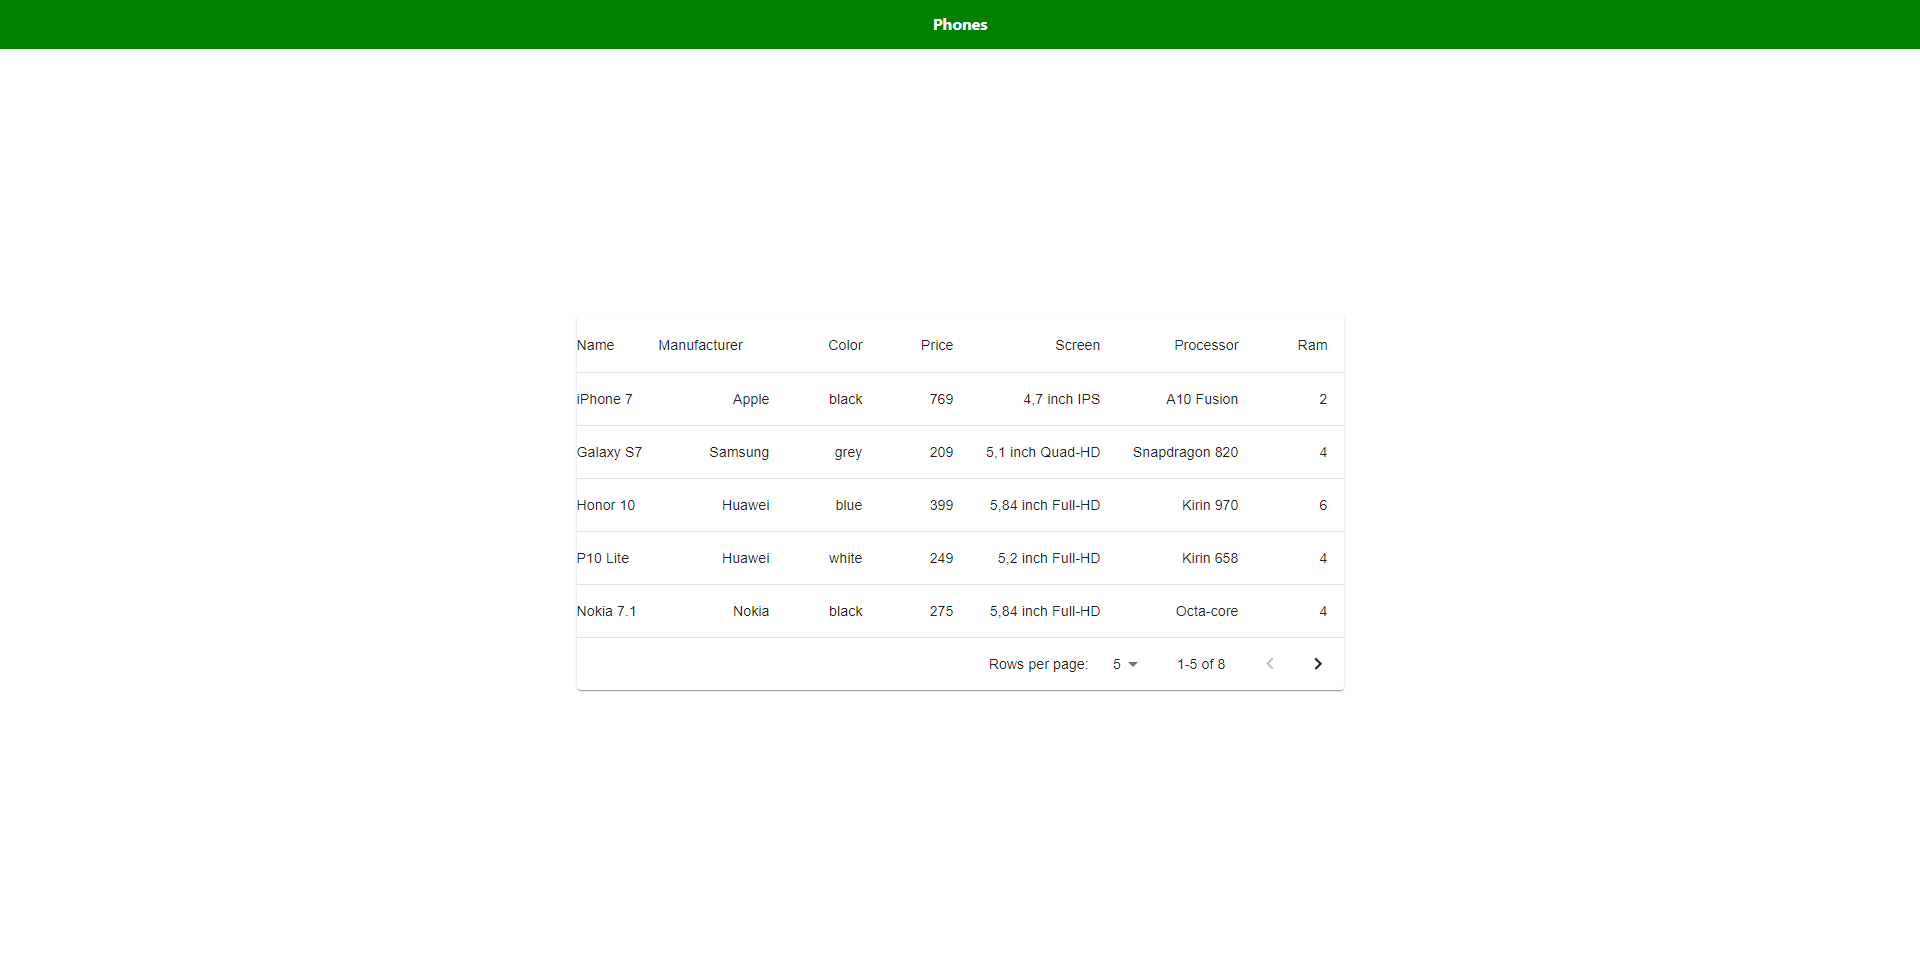 Phones
Name Manufacturer Color Price Screen Processor Ram
iPhone 7 Apple black 769 4,7 inch IPS A10 Fusion 2
Galaxy S7 Samsung grey 209 5,1 inch Quad-HD Snapdragon 820 4
Honor 10 Huawei blue 399 5,84 inch Full-HD Kirin 970 6
P10 Lite Huawei white 249 5,2 inch Full-HD Kirin 658 4
Nokia 7.1 Nokia black 275 5,84 inch Full-HD Octa-core 4
Rows per page: 5 1-5 of 8